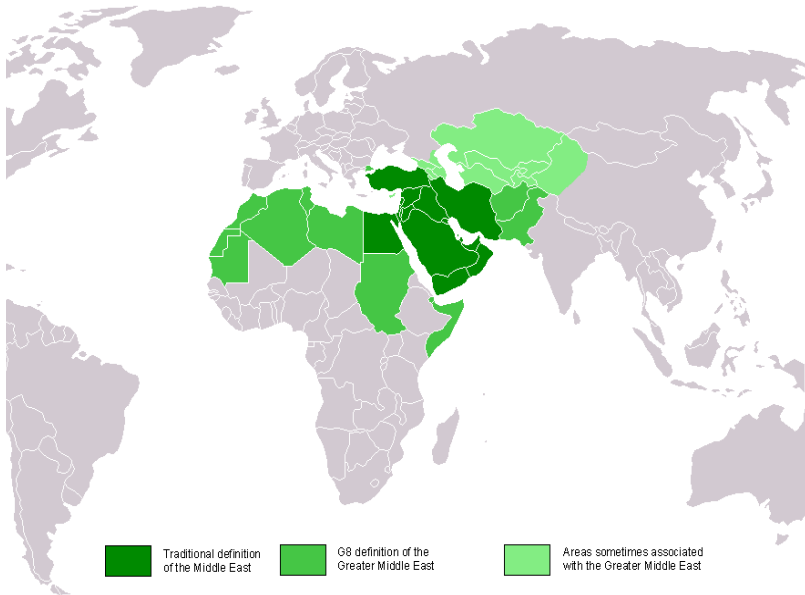 Traditional definition
of the Middle East
G8 definition of the
Greater Middle East
Areas sometimes associated
with the Greater Middle East